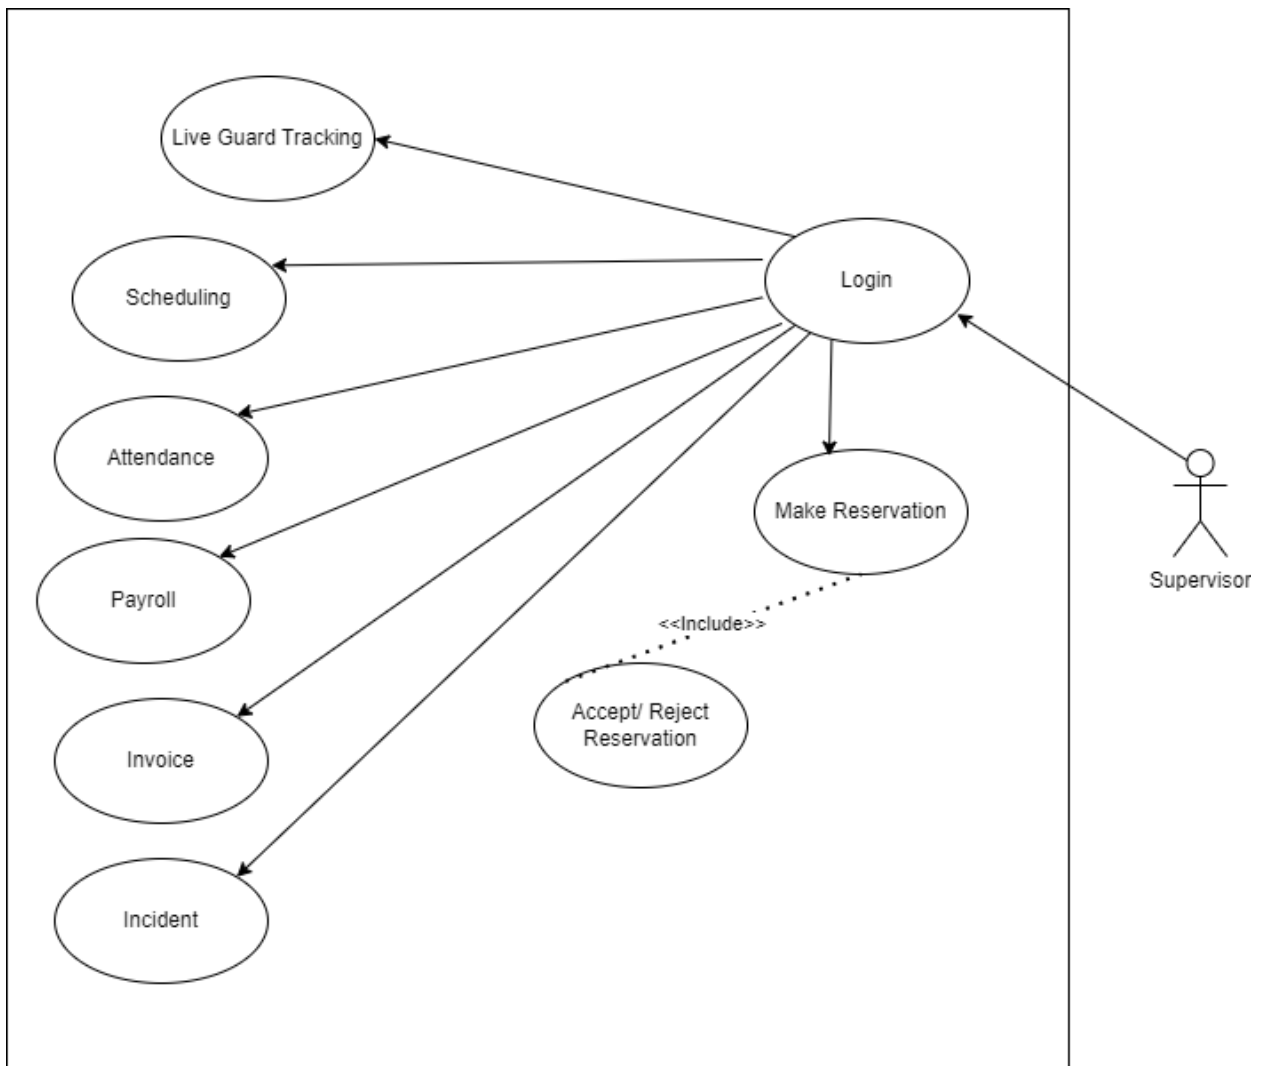 Live Guard Tracking
Login
Scheduling
Attendance
Make Reservation
Supervisor
Payroll
<<Include>>
Accept/ Reject
Reservation
Invoice
Incident